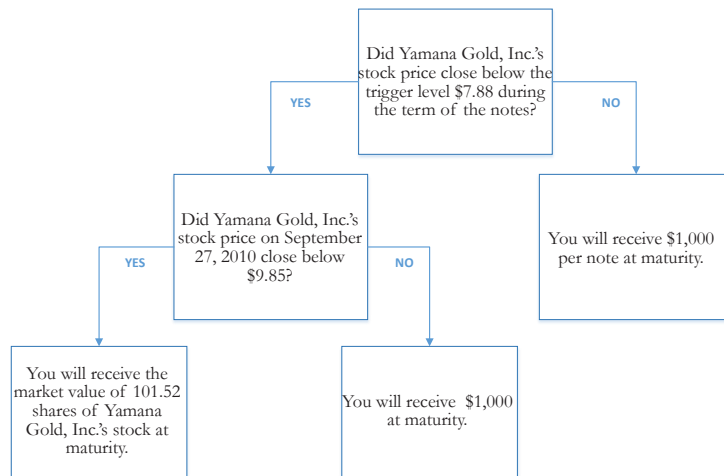 Did Yamana Gold, Inc.'s
stock price close below the
trigger level $7.88 during
the term of the notes?
YES
NO
Did Yamana Gold, Inc.'s
stock price on September
27, 2010 close below
$9.85?
You will receive $1,000
per note at maturity.
YES
NO
You will receive the
market value of 101.52
shares of Yamana
Gold, Inc.'s stock at
maturity.
You will receive  $1,000
at maturity.